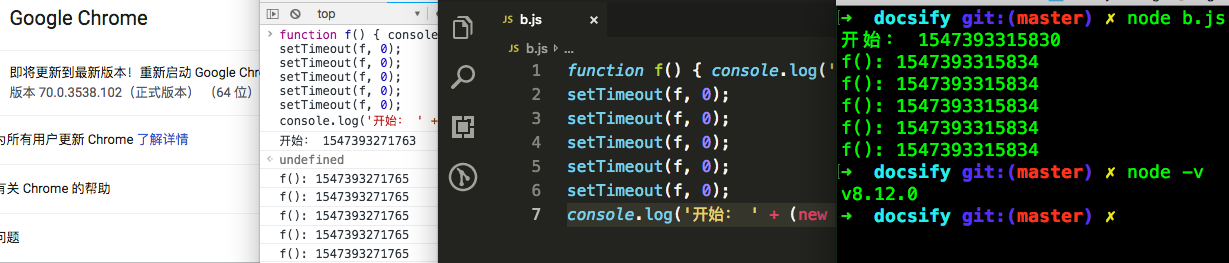 Google Chrome
即将更新到最新版本！重新启动 Google Chr
版本 70.0.3538.102（正式版本） （64 位）
为所有用户更新 Chrome 了解详情
有关 Chrome 的帮助
问题
top
function f() { console
setTimeout(f, 0);
setTimeout(f, 0);
setTimeout(f, 0);
setTimeout(f, 0);
setTimeout(f, 0);
console.log('开始： ' +
开始： 1547393271763
undefined
f(): 1547393271765
f(): 1547393271765
f(): 1547393271765
f(): 1547393271765
f(): 1547393271765
JS b.js ×
JS b.js › ...
1 function f() { console.log('
2 setTimeout(f, 0);
3 setTimeout(f, 0);
4 setTimeout(f, 0);
5 setTimeout(f, 0);
6 setTimeout(f, 0);
7 console.log('开始： ' + (new
➜ docsify git:(master) ✗ node b.js
开始： 1547393315830
f(): 1547393315834
f(): 1547393315834
f(): 1547393315834
f(): 1547393315834
f(): 1547393315834
➜ docsify git:(master) ✗ node -v
v8.12.0
➜ docsify git:(master) ✗